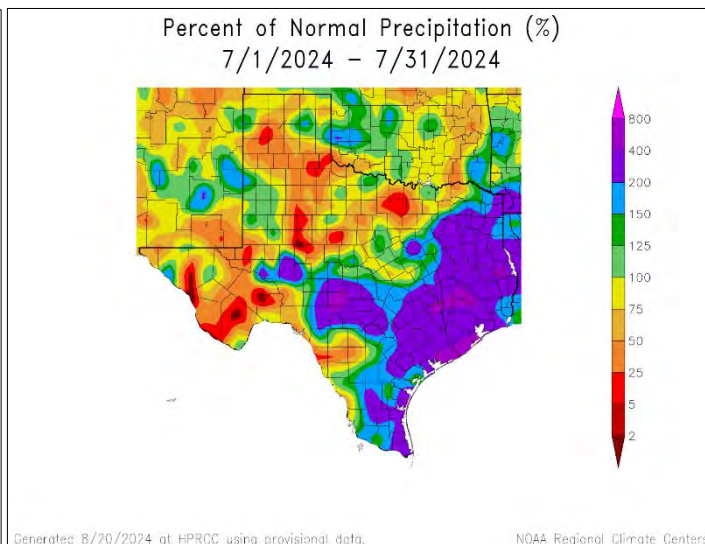 Percent of Normal Precipitation (%)
7/1/2024 – 7/31/2024
800
400
200
150
125
100
75
50
25
5
2
Generated 8/20/2024 at HPRCC using provisional data.
NOAA Regional Climate Centers